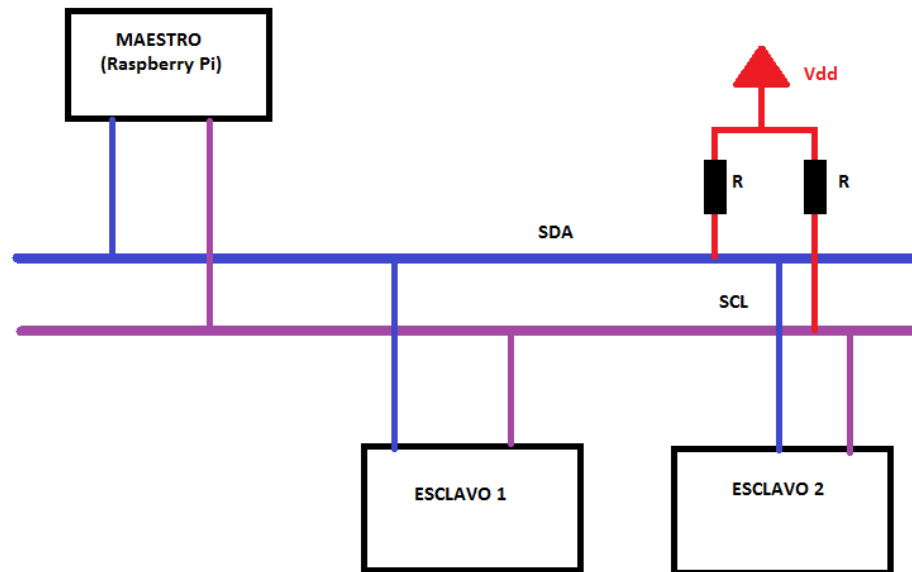 MAESTRO
(Raspberry Pi)
Vdd
R
R
SDA
SCL
ESCLAVO 1
ESCLAVO 2